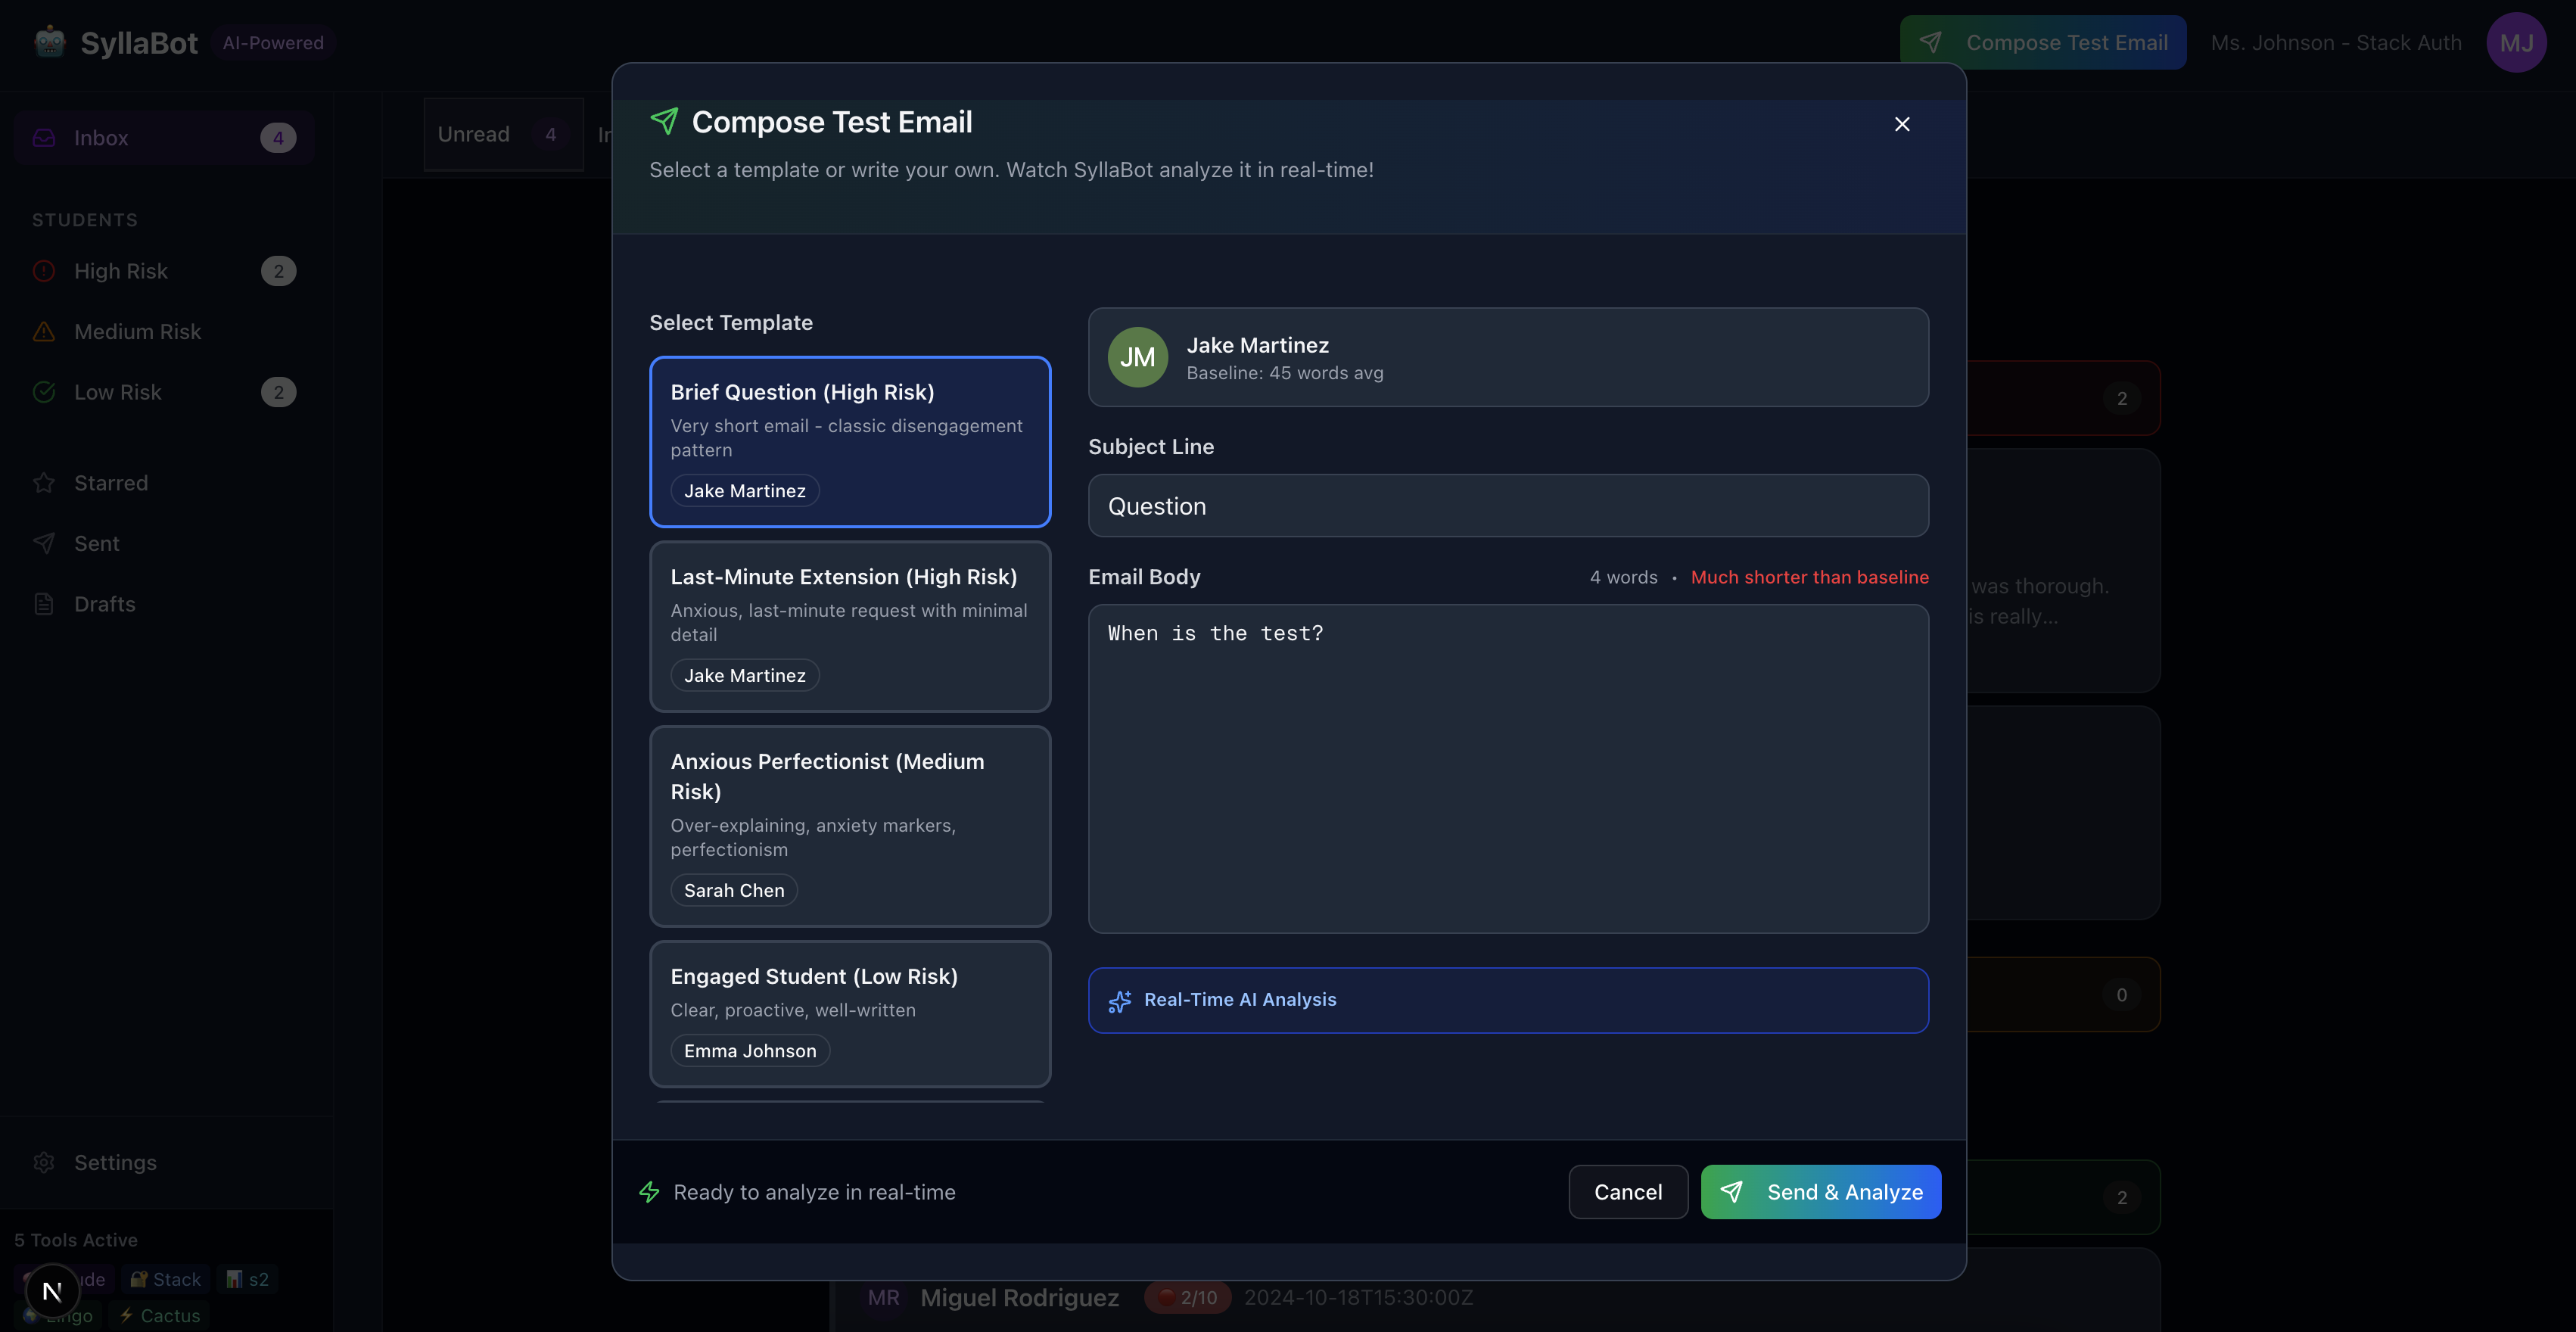 SyllaBot AI-Powered
Compose Test Email
Ms. Johnson - Stack Auth
MJ
Inbox 4
STUDENTS
High Risk 2
Medium Risk
Low Risk 2
Starred
Sent
Drafts
Settings
5 Tools Active
Stack
s2
Cactus
N
Unread 4
Compose Test Email
Select a template or write your own. Watch SyllaBot analyze it in real-time!
Select Template
Brief Question (High Risk)
Very short email - classic disengagement
pattern
Jake Martinez
Last-Minute Extension (High Risk)
Anxious, last-minute request with minimal
detail
Jake Martinez
Anxious Perfectionist (Medium
Risk)
Over-explaining, anxiety markers,
perfectionism
Sarah Chen
Engaged Student (Low Risk)
Clear, proactive, well-written
Emma Johnson
JM
Jake Martinez
Baseline: 45 words avg
Subject Line
Question
Email Body
4 words • Much shorter than baseline
When is the test?
Real-Time AI Analysis
Ready to analyze in real-time
Cancel
Send & Analyze
2
was thorough.
is really...
0
2
MR Miguel Rodriguez 2/10 2024-10-18T15:30:00Z